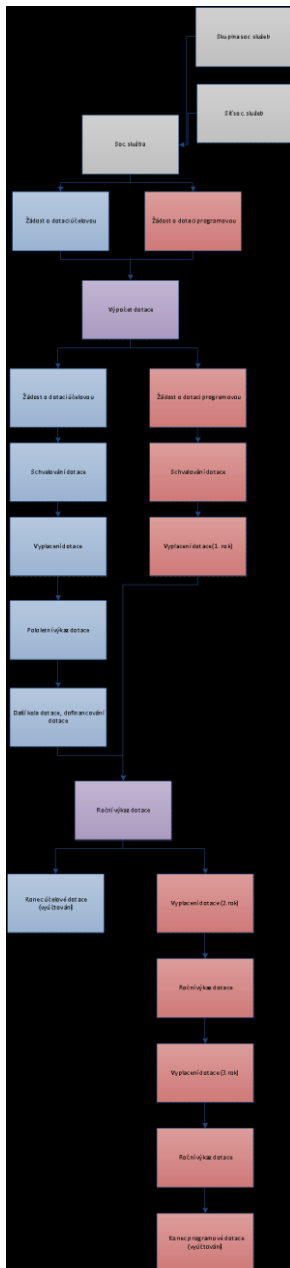 Skupina soc. služeb
Síť soc. služeb
Soc. služba
Žádost o dotaci účelovou
Žádost o dotaci programovou
Výpočet dotace
Žádost o dotaci účelovou
Žádost o dotaci programovou
Schvalování dotace
Schvalování dotace
Vyplacení dotace
Vyplacení dotace (1. rok)
Pololetní výkaz dotace
Další kola dotace, dofinancování
dotace
Roční výkaz dotace
Konec účelové dotace
(vyúčtování)
Vyplacení dotace (2 rok)
Roční výkaz dotace
Vyplacení dotace (3 rok)
Roční výkaz dotace
Konec programové dotace
(vyúčtování)